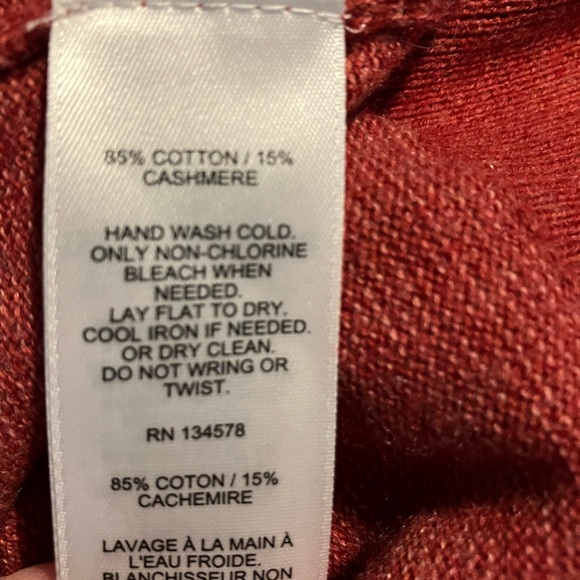 85% COTTON / 15%
CASHMERE
HAND WASH COLD.
ONLY NON-CHLORINE
BLEACH WHEN
NEEDED.
LAY FLAT TO DRY.
COOL IRON IF NEEDED.
OR DRY CLEAN.
DO NOT WRING OR
TWIST.
RN 134578
85% COTON / 15%
CACHEMIRE
LAVAGE À LA MAIN À
L'EAU FROIDE.
BLANCHISSEUR NON